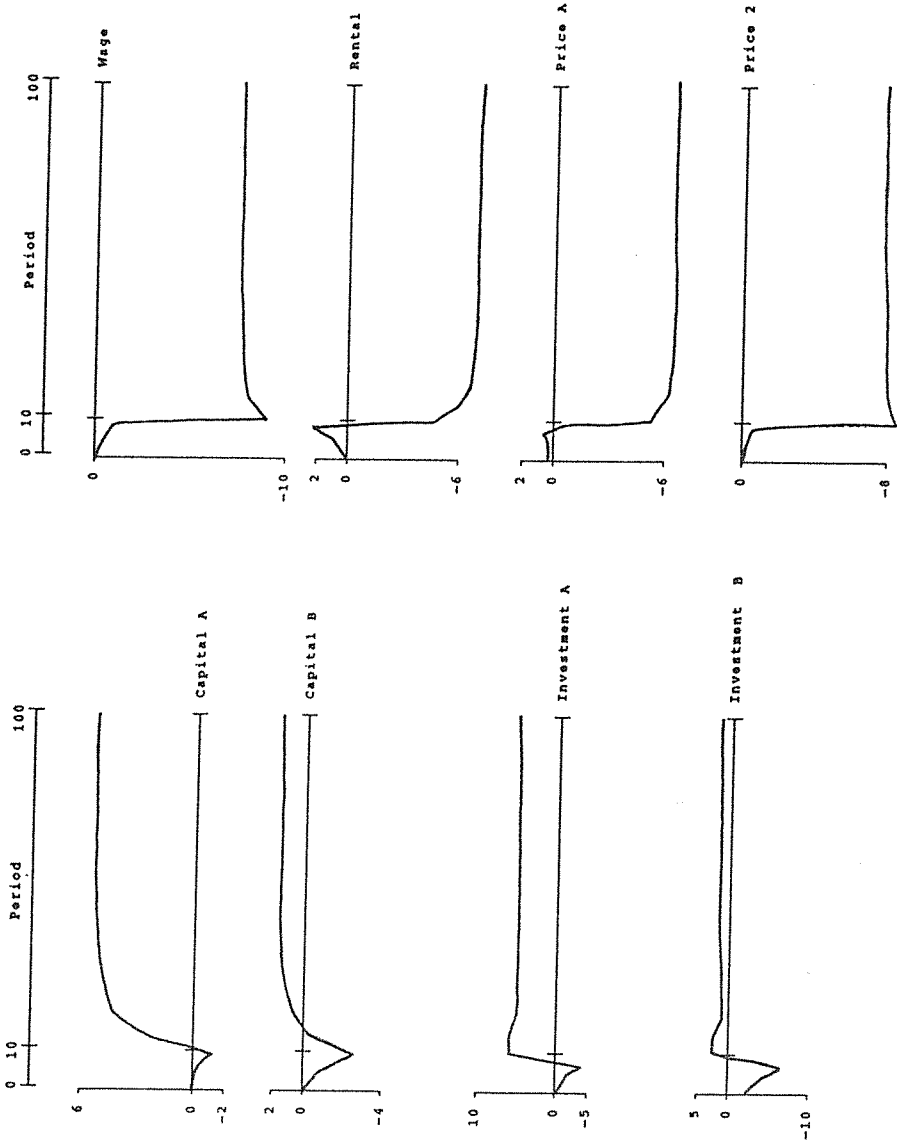 Period
0 10 100
6
0
-2
Capital A
2
0
-4
Capital B
10
0
-5
Investment A
5
0
-10
Investment B
Period
0 10 100
0
-10
Wage
2
0
-6
Rental
2
0
-6
Price A
0
-8
Price 2